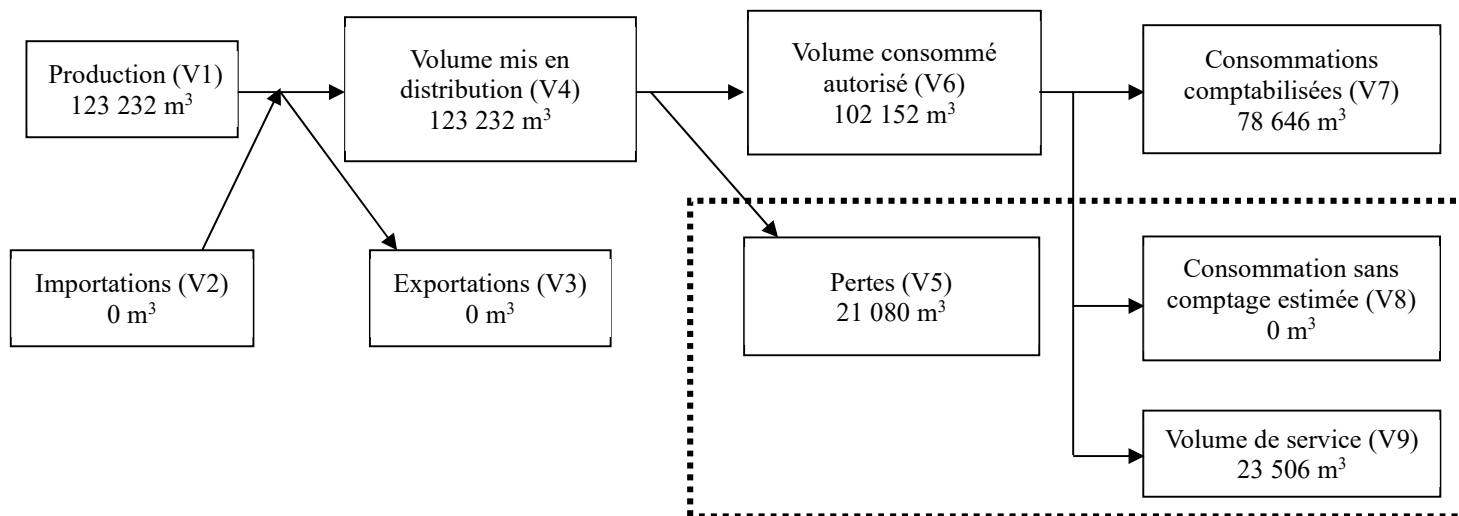 Production (V1)
123 232 m³
Volume mis en
distribution (V4)
123 232 m³
Volume consommé
autorisé (V6)
102 152 m³
Consommations
comptabilisées (V7)
78 646 m³
Importations (V2)
0 m³
Exportations (V3)
0 m³
Pertes (V5)
21 080 m³
Consommation sans
comptage estimée (V8)
0 m³
Volume de service (V9)
23 506 m³